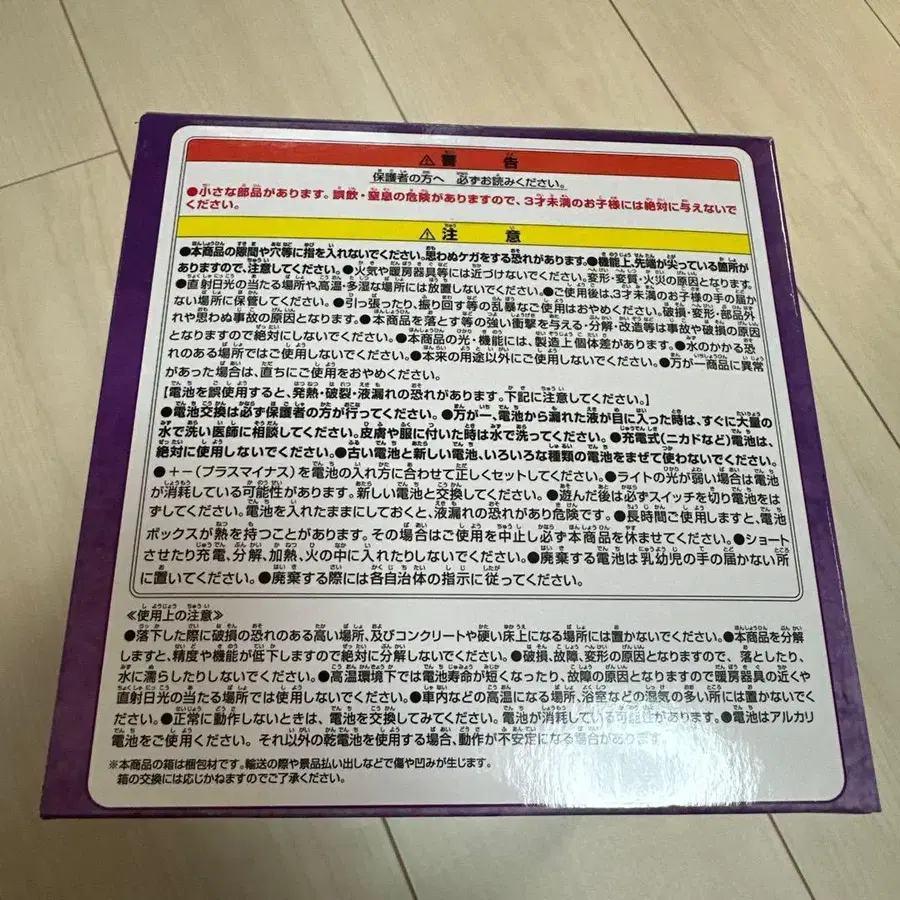 ⚠警告
保護者の方へ 必ずお読みください。
●小さな部品があります。誤飲・窒息の危険がありますので、3才未満のお子様には絶対に与えないで
ください。
⚠注意
●本商品の隙間や穴等に指を入れないでください。思わぬケガをする恐れがあります。●機能上、先端が尖っている箇所が
ありますので、注意してください。●火気や暖房器具等には近づけないでください。変形・変質・火災の原因となります。
●直射日光の当たる場所や高温・多湿な場所には放置しないでください。●ご使用後は、3才未満のお子様の手の届か
ない場所に保管してください。●引っ張ったり、振り回す等の乱暴なご使用はおやめください。破損・変形・部品外
れや思わぬ事故の原因となります。●本商品を落とす等の強い衝撃を与える・分解・改造等は事故や破損の原因
となりますので絶対にしないでください。●本商品の光・機能には、製造上個体差があります。●水のかかる恐
れのある場所ではご使用しないでください。●本来の用途以外にご使用しないでください。●万が一商品に異常
があった場合は、直ちにご使用をおやめください。
【電池を誤使用すると、発熱・破裂・液漏れの恐れがあります。下記に注意してください。】
●電池交換は必ず保護者の方が行ってください。●万が一、電池から漏れた液が目に入った時は、すぐに大量の
水で洗い医師に相談してください。皮膚や服に付いた時は水で洗ってください。●充電式(ニカドなど)電池は、
絶対に使用しないでください。●古い電池と新しい電池、いろいろな種類の電池をまぜて使わないでください。
●+-(プラスマイナス)を電池の入れ方に合わせて正しくセットしてください。●ライトの光が弱い場合は電池
が消耗している可能性があります。新しい電池と交換してください。●遊んだ後は必ずスイッチを切り電池をは
ずしてください。電池を入れたままにしておくと、液漏れの恐れがあり危険です。●長時間ご使用しますと、電池
ボックスが熱を持つことがあります。その場合はご使用を中止し必ず本商品を休ませてください。●ショート
させたり充電、分解、加熱、火の中に入れたりしないでください。●廃棄する電池は乳幼児の手の届かない所
に置いてください。●廃棄する際には各自治体の指示に従ってください。
≪使用上の注意≫
●落下した際に破損の恐れのある高い場所、及びコンクリートや硬い床上になる場所には置かないでください。●本商品を分解
しますと、精度や機能が低下しますので絶対に分解しないでください。●破損、故障、変形の原因となりますので、落としたり、
水に濡らしたりしないでください。●高温環境下では電池寿命が短くなったり、故障の原因となりますので暖房器具の近くや
直射日光の当たる場所では使用しないでください。●車内などの高温になる場所、浴室などの湿気の多い所には置かないでく
ださい。●正常に動作しないときは、電池を交換してみてください。電池が消耗している可能性があります。●電池はアルカリ
電池をご使用ください。それ以外の乾電池を使用する場合、動作が不安定になる場合があります。
※本商品の箱は梱包材です。輸送の際や景品払い出しなどで傷や凹みが生じます。
箱の交換には応じかねますのでご了承ください。